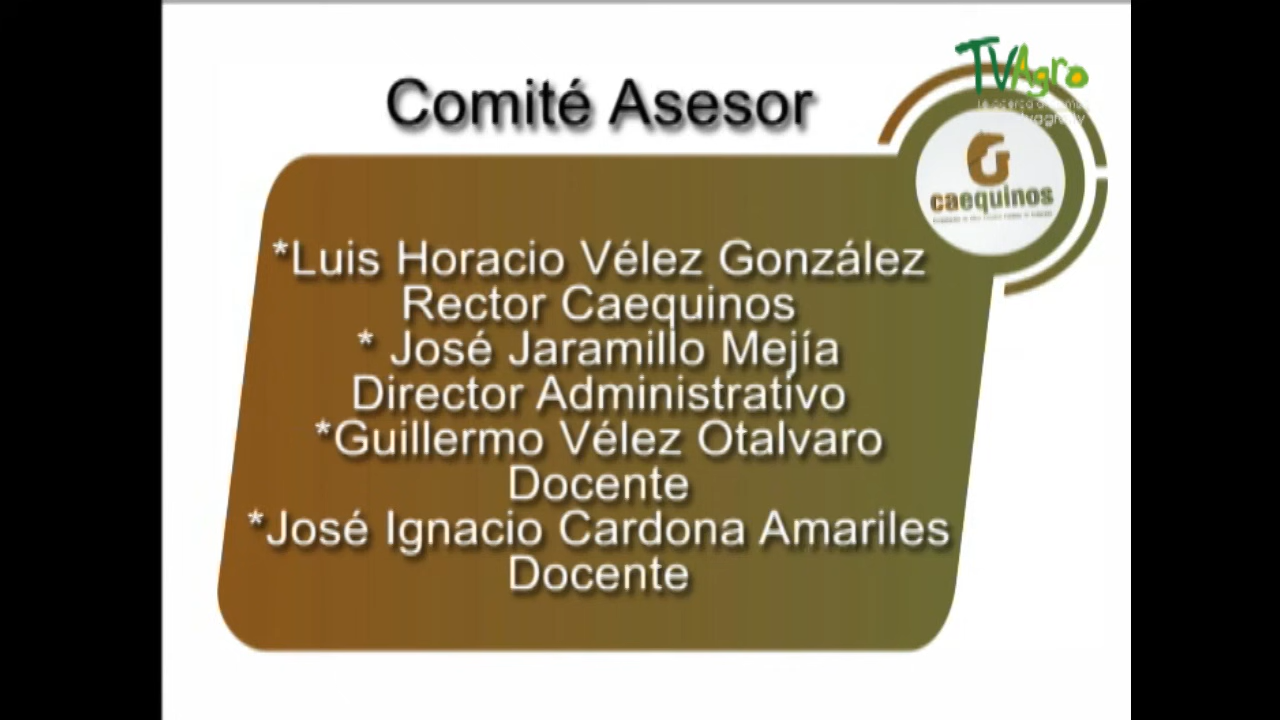 Comité Asesor
TVAgro
caequinos
*Luis Horacio Vélez González
Rector Caequinos
* José Jaramillo Mejía
Director Administrativo
*Guillermo Vélez Otalvaro
Docente
*José Ignacio Cardona Amariles
Docente